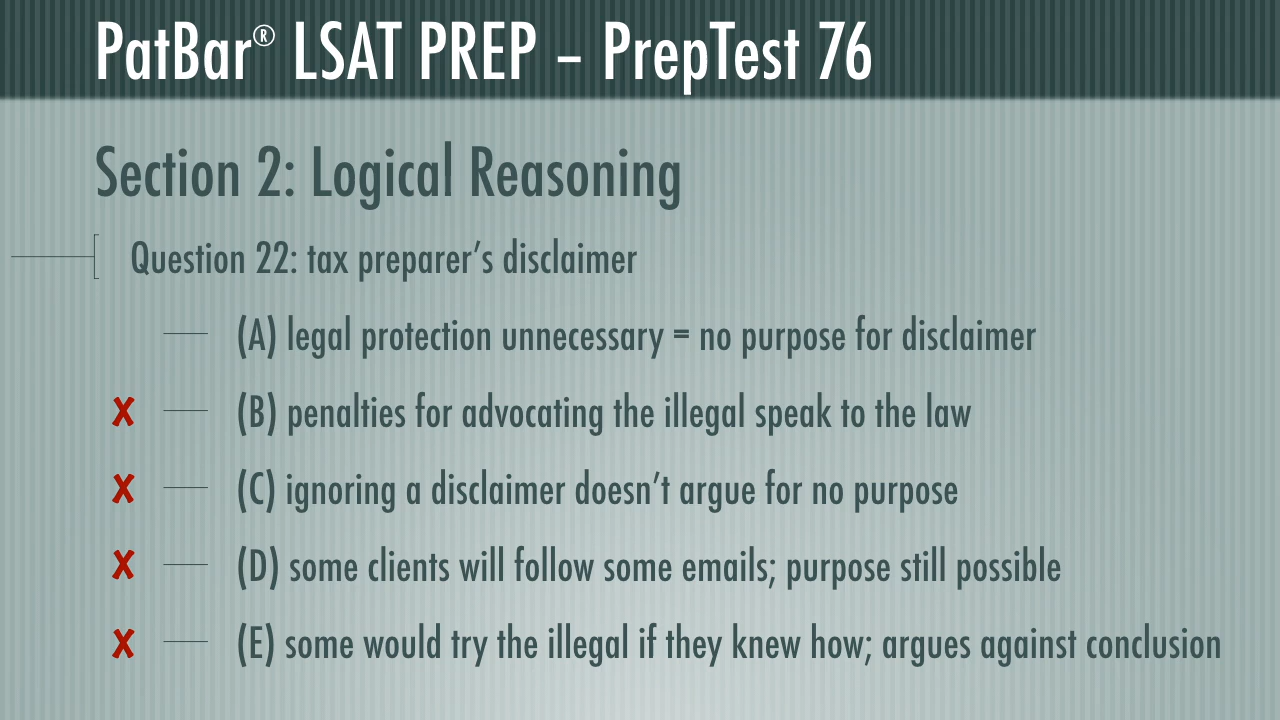 PatBar® LSAT PREP – PrepTest 76
Section 2: Logical Reasoning
Question 22: tax preparer’s disclaimer
(A) legal protection unnecessary = no purpose for disclaimer
✗ (B) penalties for advocating the illegal speak to the law
✗ (C) ignoring a disclaimer doesn’t argue for no purpose
✗ (D) some clients will follow some emails; purpose still possible
✗ (E) some would try the illegal if they knew how; argues against conclusion